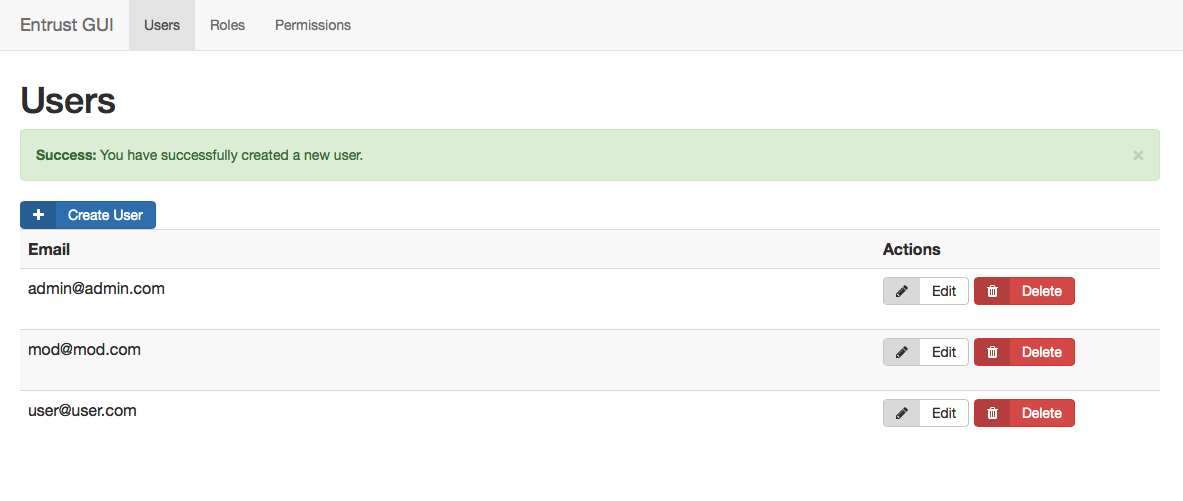 Entrust GUI Users Roles Permissions
Users
Success: You have successfully created a new user. ×
Create User
Email Actions
admin@admin.com Edit Delete
mod@mod.com Edit Delete
user@user.com Edit Delete